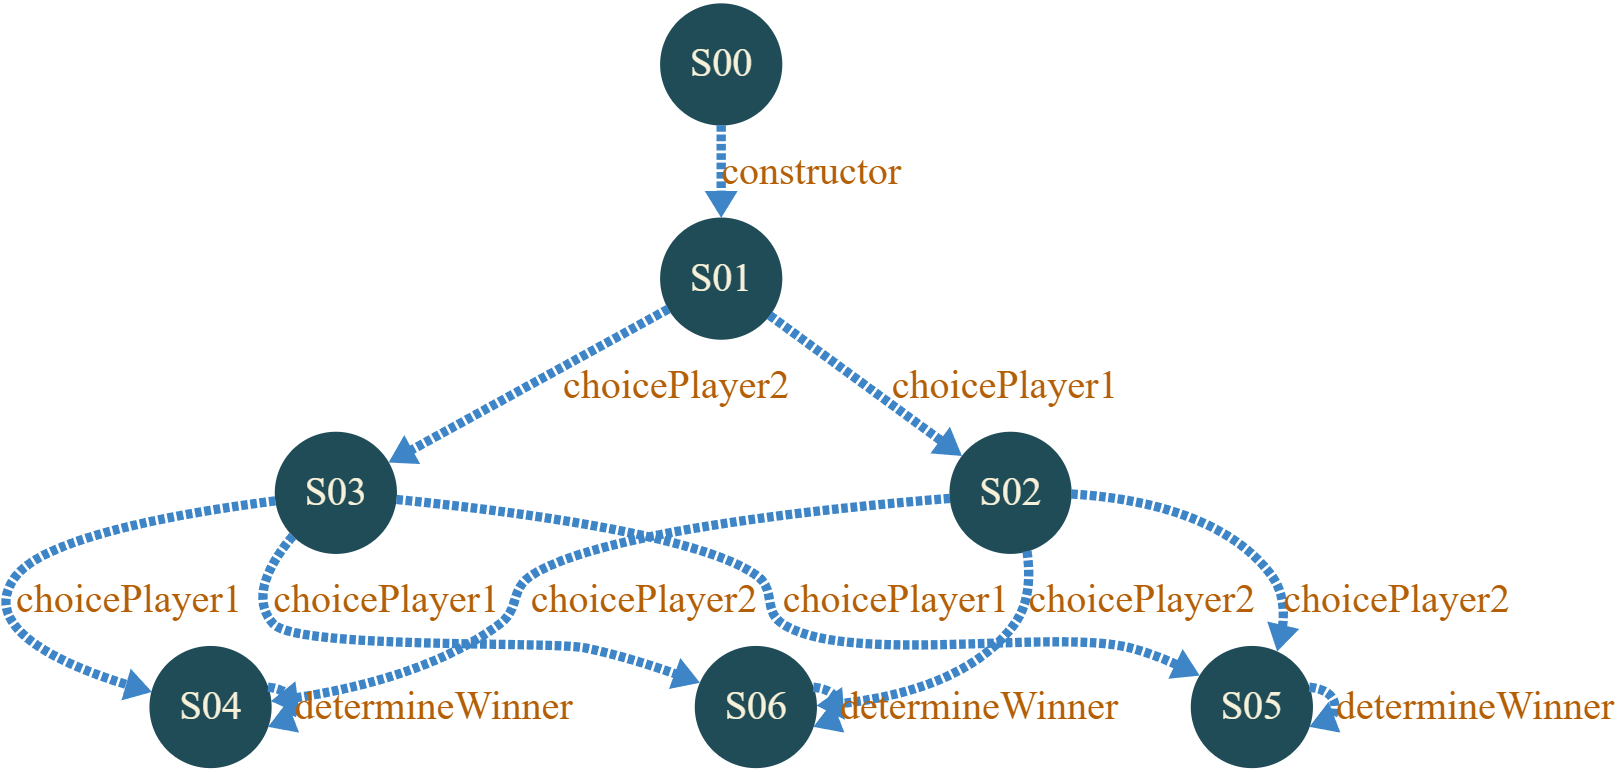 S00
constructor
S01
choicePlayer2
choicePlayer1
S03
S02
choicePlayer1
choicePlayer1
choicePlayer2
choicePlayer1
choicePlayer2
choicePlayer2
S04
determineWinner
S06
determineWinner
S05
determineWinner